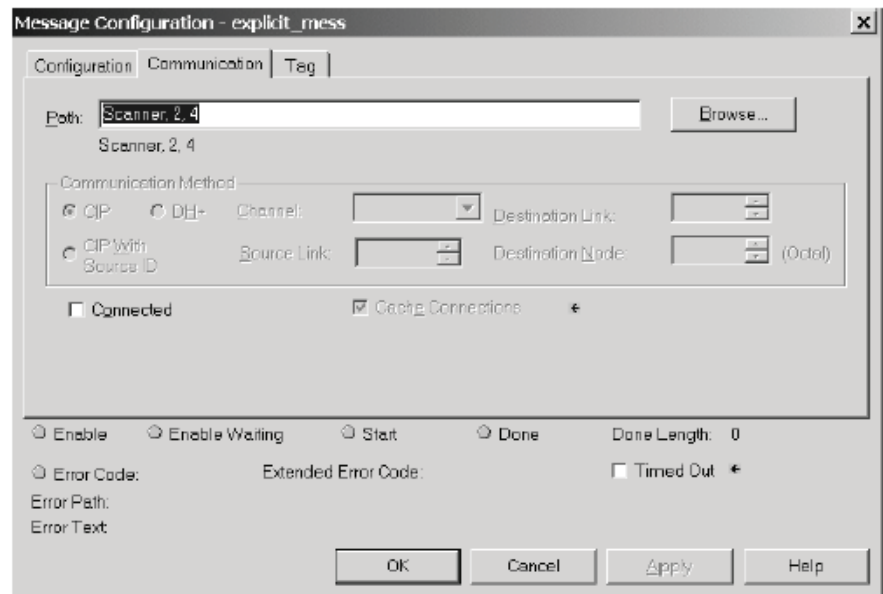 Message Configuration - explicit_mess
Configuration Communication Tag
Path: Scanner, 2, 4 Browse...
Scanner, 2, 4
Communication Method
CIP DH+ Channel: Destination Link:
CIP With Source ID Source Link: Destination Node: (Octal)
Connected Cache Connections
Enable Enable Waiting Start Done Done Length: 0
Error Code: Extended Error Code: Timed Out
Error Path:
Error Text:
OK Cancel Apply Help